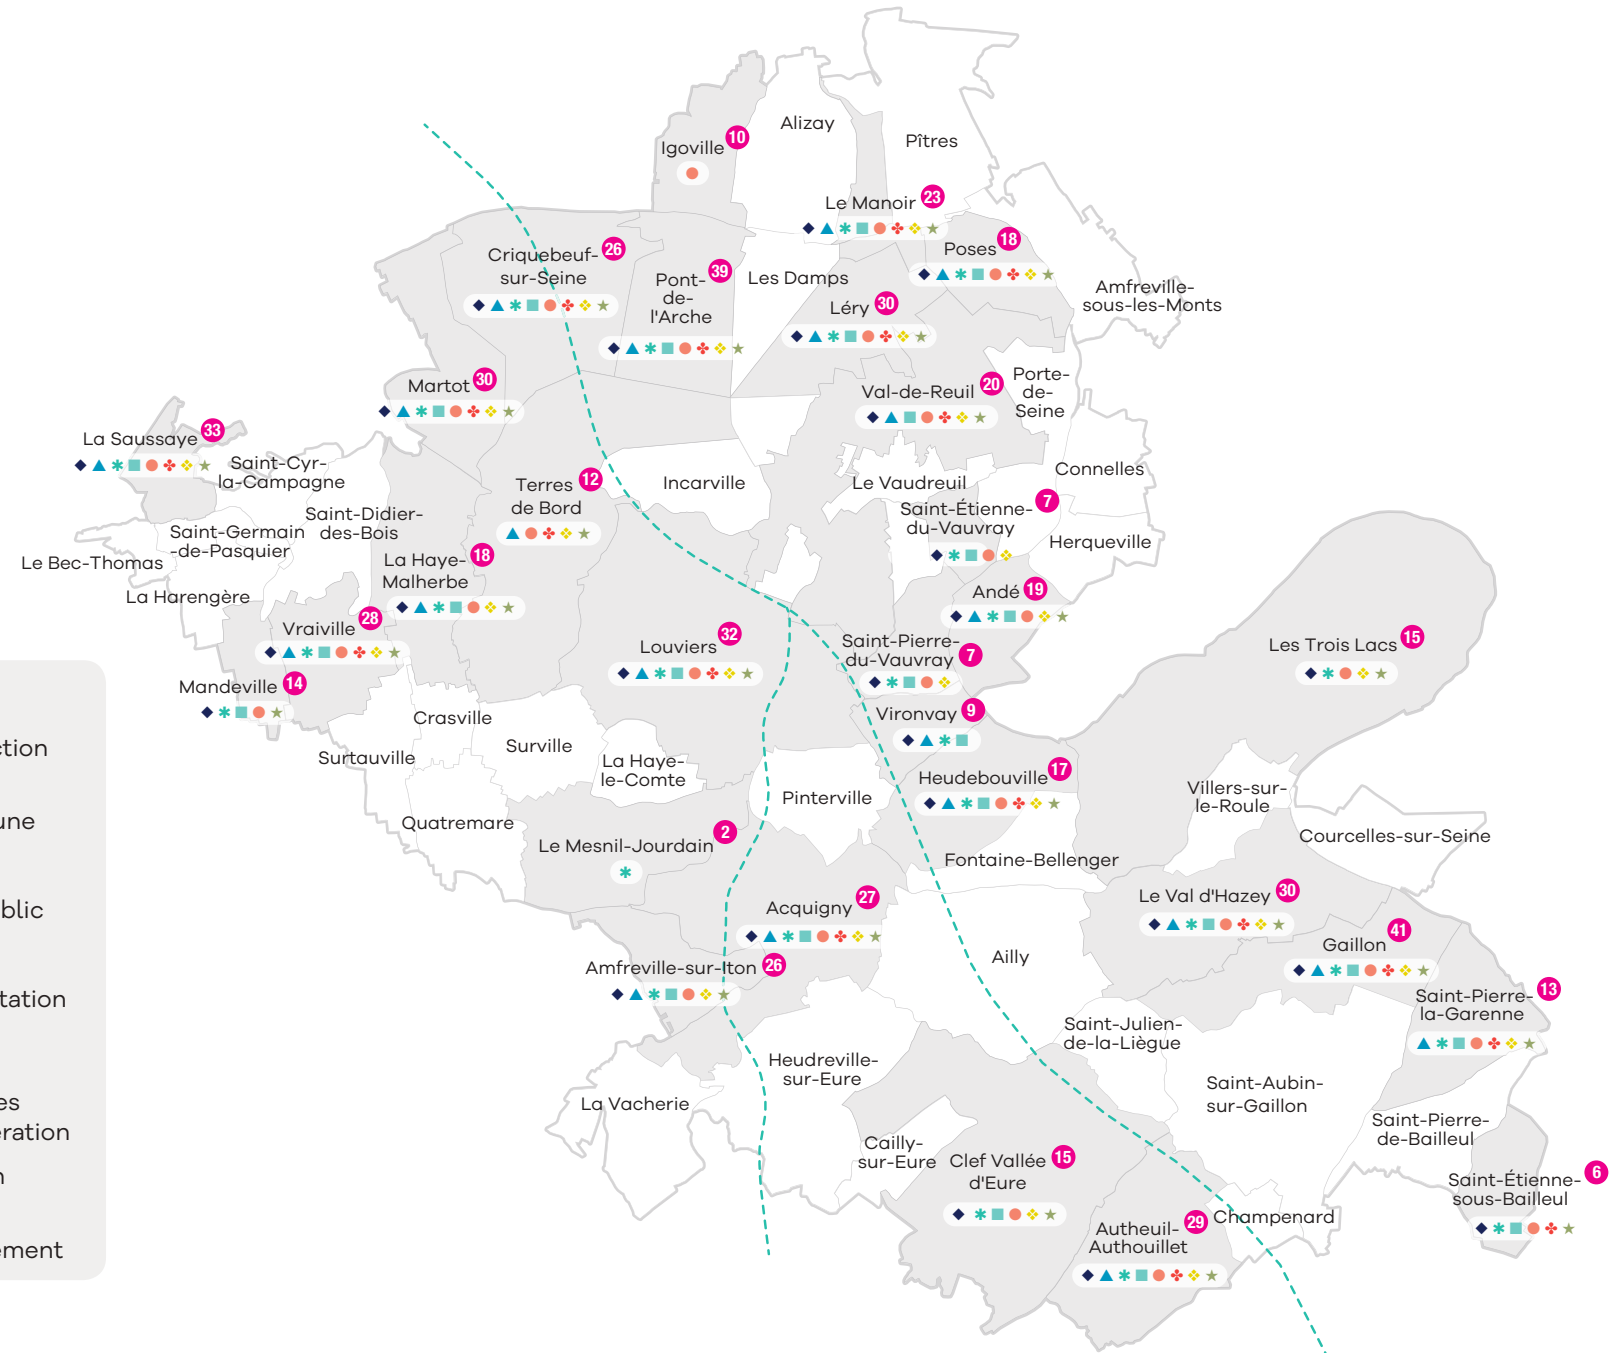 Alizay
Igoville 10
Pîtres
Le Manoir 23
Poses 18
Criquebeuf-
sur-Seine 26
Pont-
de-
l'Arche 39
Les Damps
Amfreville-
sous-les-Monts
Léry 30
Martot 30
Val-de-Reuil 20
Porte-
de-
Seine
La Saussaye 33
Saint-Cyr-
la-Campagne
Terres
de Bord 12
Incarville
Le Vaudreuil
Connelles
Saint-Étienne-
du-Vauvray 7
Saint-Didier-
des-Bois
Saint-Germain
-de-Pasquier
Herqueville
Le Bec-Thomas
La Haye-
Malherbe 18
La Harengère
Andé 19
Vraiville 28
Louviers 32
Saint-Pierre-
du-Vauvray 7
Les Trois Lacs 15
Mandeville 14
Crasville
Vironvay 9
Surville
Surtauville
La Haye-
le-Comte
Pinterville
Heudebouville 17
Villers-sur-
le-Roule
Quatremare
Le Mesnil-Jourdain 2
Courcelles-sur-Seine
Fontaine-Bellenger
Acquigny 27
Le Val d'Hazey 30
Gaillon 41
Ailly
Amfreville-sur-Iton 26
Saint-Pierre-
la-Garenne 13
Saint-Julien-
de-la-Liègue
Heudreville-
sur-Eure
Saint-Aubin-
sur-Gaillon
La Vacherie
Saint-Pierre-
de-Bailleul
Cailly-
sur-Eure
Clef Vallée
d'Eure 15
Saint-Étienne-
sous-Bailleul 6
Autheuil-
Authouillet 29
Champenard
ction
une
blic
tation
es
ération
n
ement